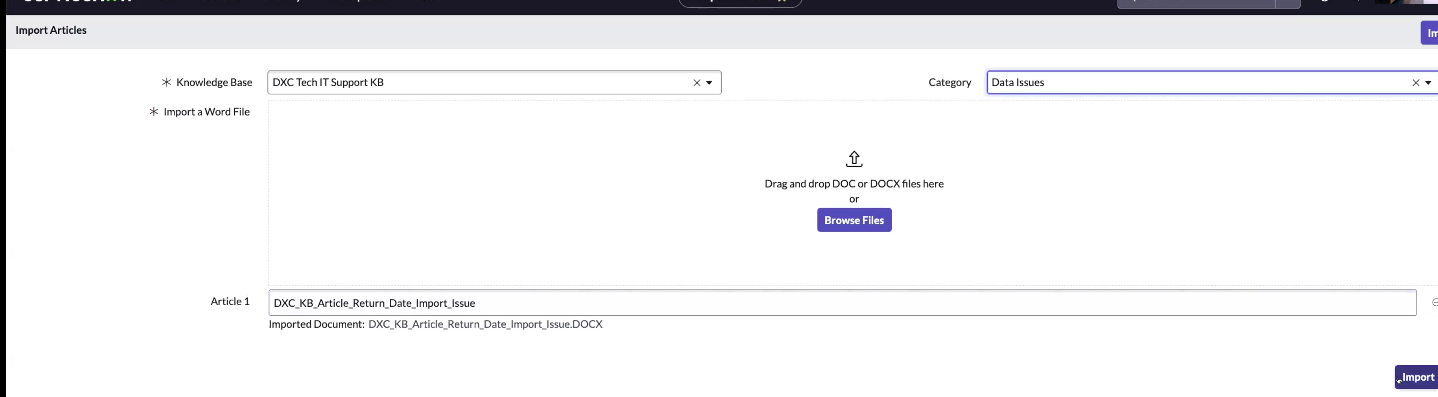 Import Articles
Knowledge Base
DXC Tech IT Support KB
Category
Data Issues
Import a Word File
Drag and drop DOC or DOCX files here
or
Browse Files
Article 1
DXC_KB_Article_Return_Date_Import_Issue
Imported Document: DXC_KB_Article_Return_Date_Import_Issue.DOCX
Import